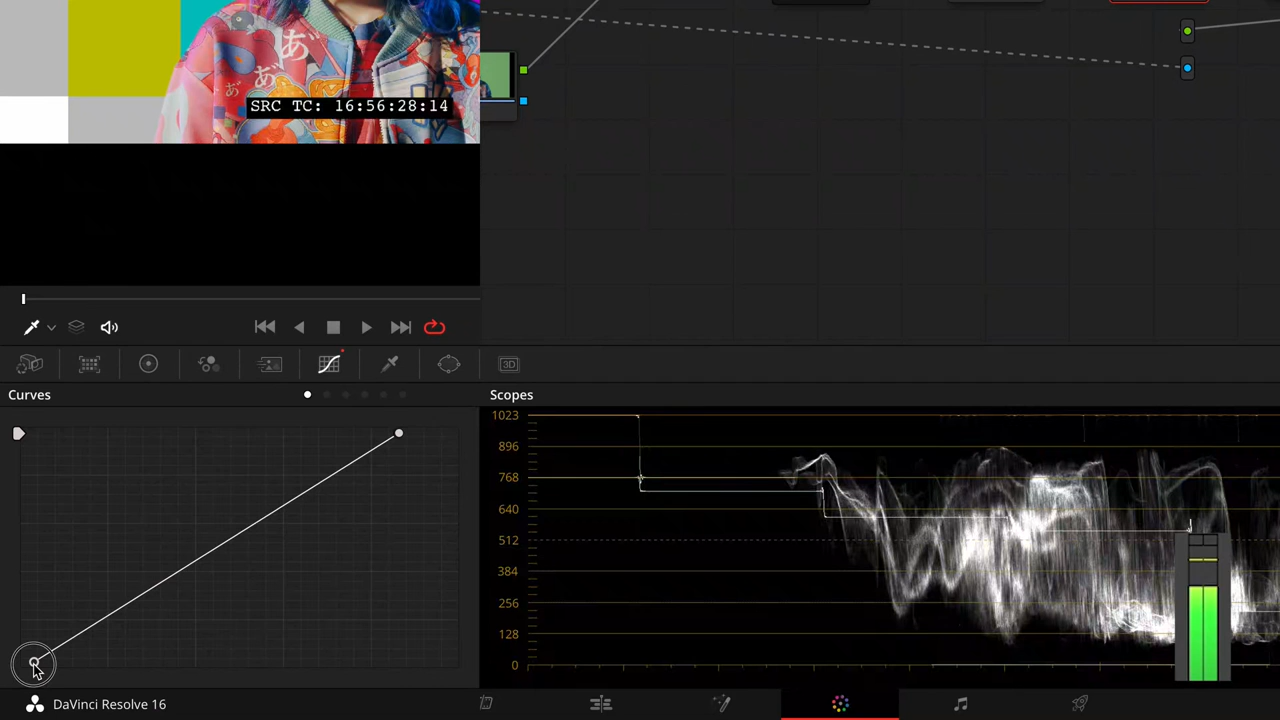 あ
あ
SRC TC: 16:56:28:14
3D
Curves
Scopes
1023
896
768
640
512
384
256
128
0
DaVinci Resolve 16